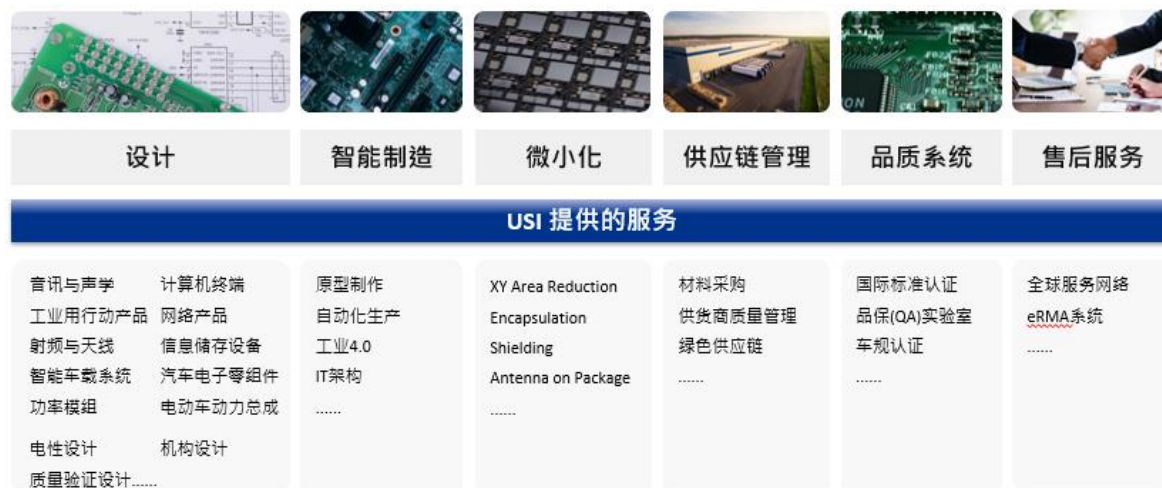 设计
智能制造
微小化
供应链管理
品质系统
售后服务
USI 提供的服务
音讯与声学 计算机终端
工业用行动产品 网络产品
射频与天线 信息储存设备
智能车载系统 汽车电子零组件
功率模组 电动车动力总成
电性设计 机构设计
质量验证设计......
原型制作
自动化生产
工业4.0
IT架构
......
XY Area Reduction
Encapsulation
Shielding
Antenna on Package
......
材料采购
供货商质量管理
绿色供应链
......
国际标准认证
品保(QA)实验室
车规认证
......
全球服务网络
eRMA系统
......